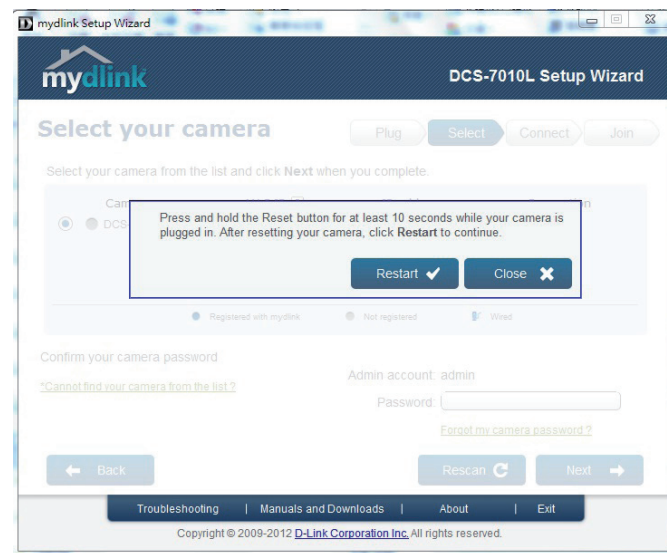 mydlink Setup Wizard
mydlink
DCS-7010L Setup Wizard
Select your camera
Plug
Select
Connect
Join
Select your camera from the list and click Next when you complete.
DCS-
Press and hold the Reset button for at least 10 seconds while your camera is
plugged in. After resetting your camera, click Restart to continue.
Restart
Close
Registered with mydlink
Not registered
Wired
Confirm your camera password
*Cannot find your camera from the list ?
Admin account: admin
Password:
Forgot my camera password ?
Back
Rescan
Next
Troubleshooting | Manuals and Downloads | About | Exit
Copyright © 2009-2012 D-Link Corporation Inc. All rights reserved.